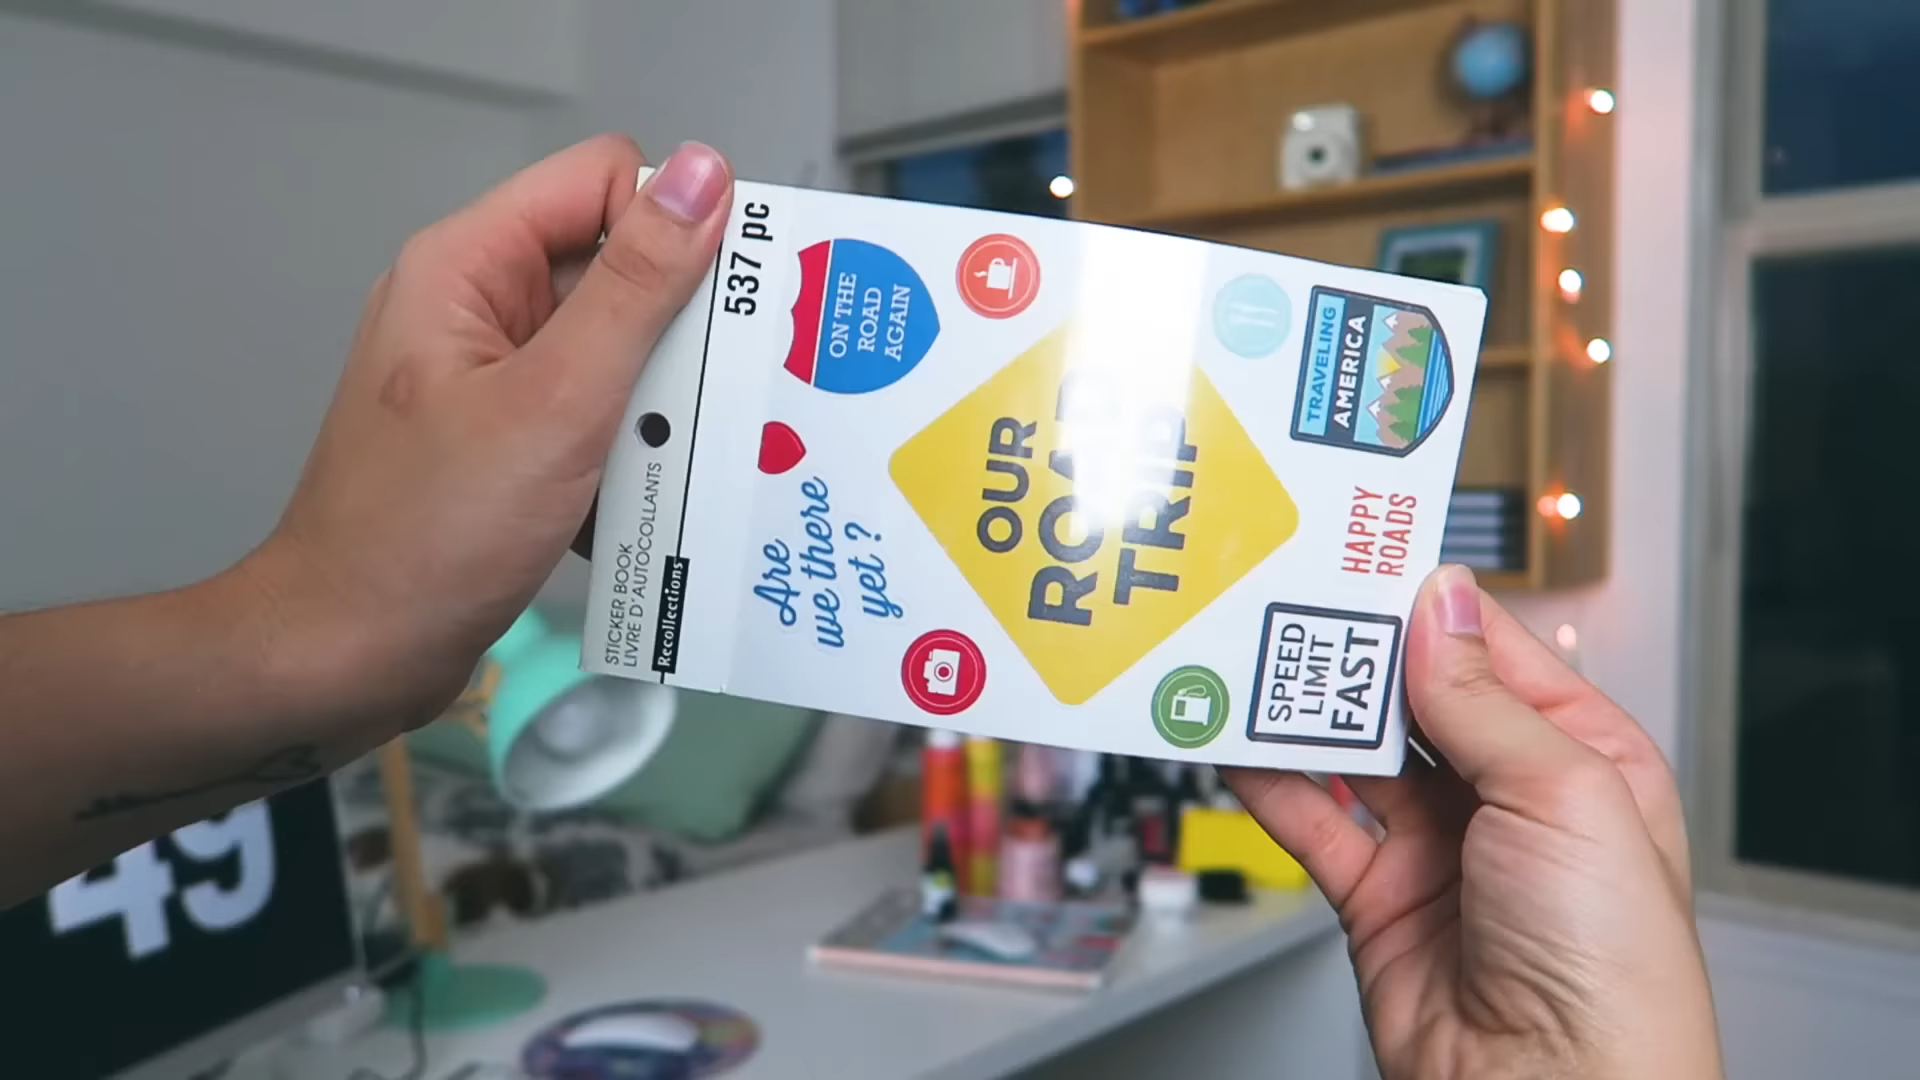 537 pc
STICKER BOOK
LIVRE D'AUTOCOLLANTS
Recollections
ON THE
ROAD
AGAIN
Are
we there
yet?
OUR
ROAD
TRIP
TRAVELING
AMERICA
HAPPY
ROADS
SPEED
LIMIT
FAST
49